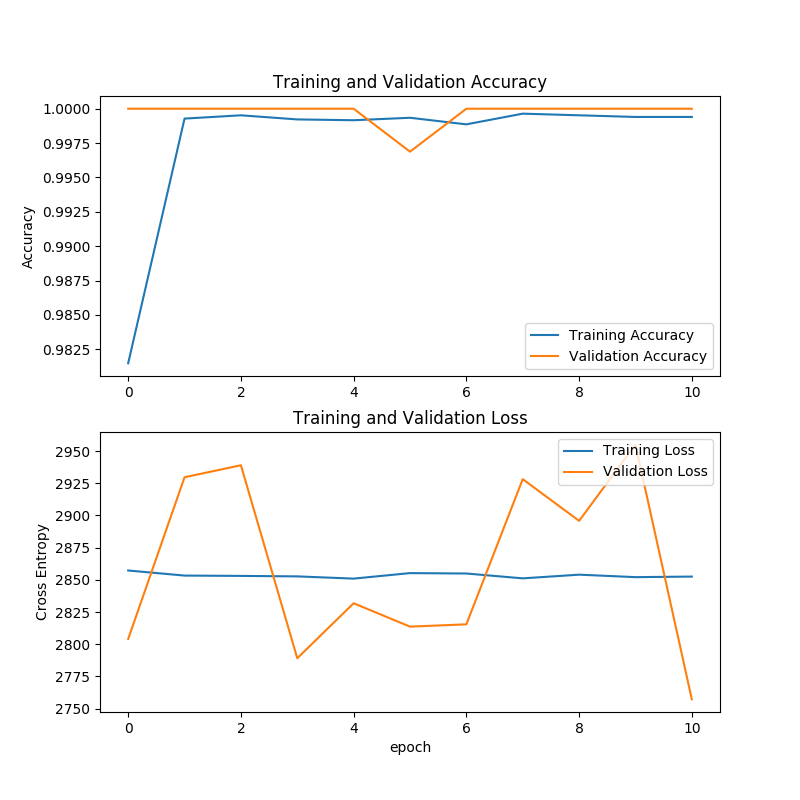 Training and Validation Accuracy
Accuracy
1.0000
0.9975
0.9950
0.9925
0.9900
0.9875
0.9850
0.9825
Training Accuracy
Validation Accuracy
0 2 4 6 8 10
Training and Validation Loss
Cross Entropy
2950
2925
2900
2875
2850
2825
2800
2775
2750
Training Loss
Validation Loss
0 2 4 6 8 10
epoch